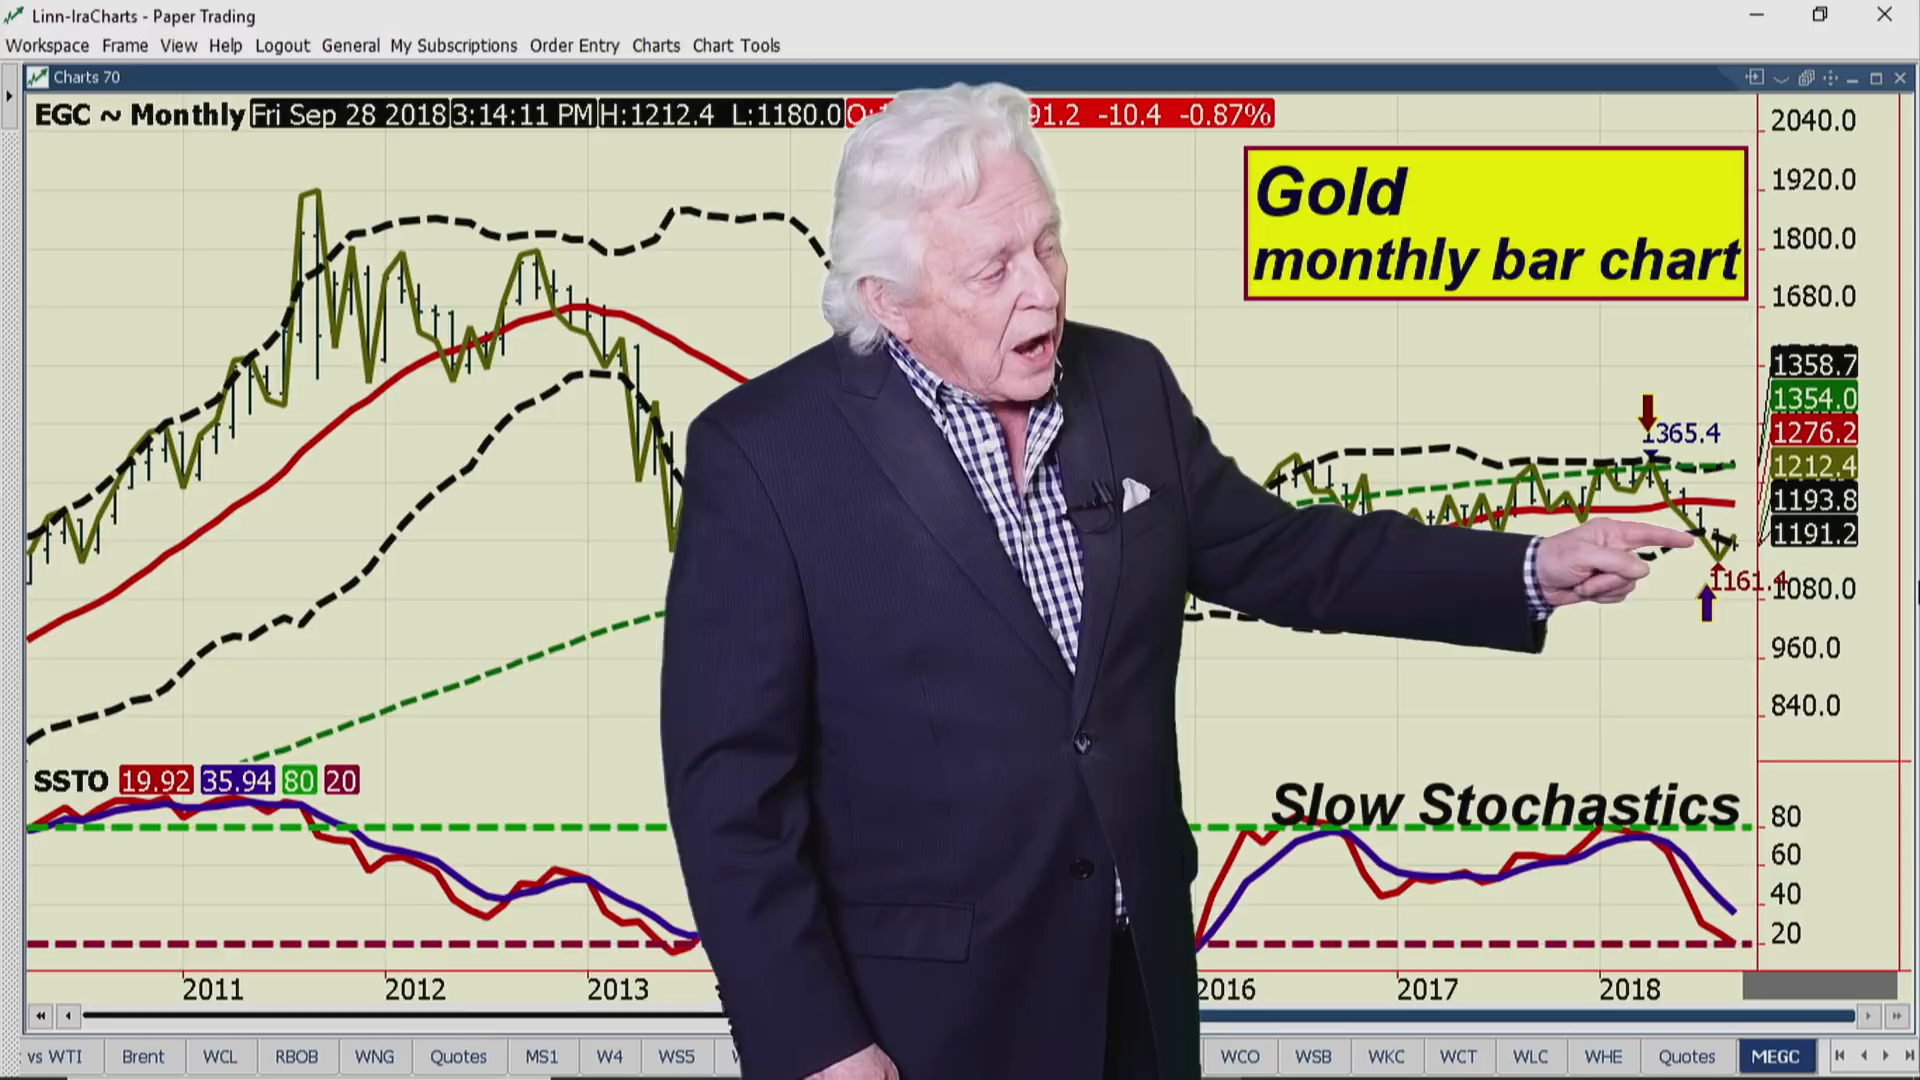 Linn-IraCharts - Paper Trading
Workspace Frame View Help Logout General My Subscriptions Order Entry Charts Chart Tools
Charts 70
EGC ~ Monthly Fri Sep 28 2018 3:14:11 PM H:1212.4 L:1180.0 91.2 -10.4 -0.87%
2040.0
Gold
monthly bar chart
1920.0
1800.0
1680.0
1358.7
1354.0
1365.4
1276.2
1212.4
1193.8
1191.2
1161.4
1080.0
960.0
840.0
SSTO 19.92 35.94 80 20
Slow Stochastics
80
60
40
20
2011 2012 2013 2016 2017 2018
vs WTI Brent WCL RBOB WNG Quotes MS1 W4 WS5 WCO WSB WKC WCT WLC WHE Quotes MEGC